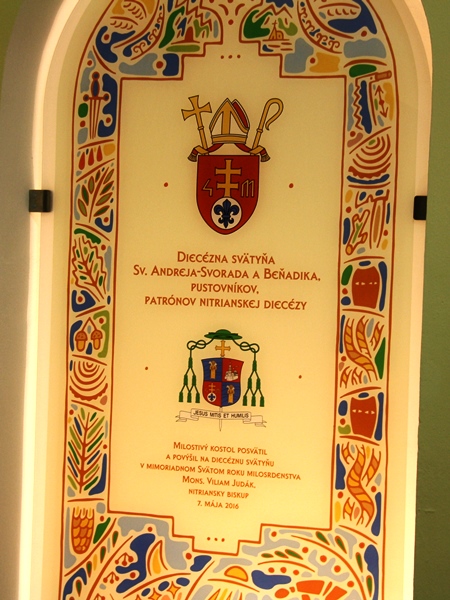 4 M
DIECÉZNA SVÄTYŇA
SV. ANDREJA-SVORADA A BEŇADIKA,
PUSTOVNÍKOV,
PATRÓNOV NITRIANSKEJ DIECÉZY
JESUS MITIS ET HUMILIS
MILOSTIVÝ KOSTOL POSVÄTIL
A POVÝŠIL NA DIECÉZNU SVÄTYŇU
V MIMORIADNOM SVÄTOM ROKU MILOSRDENSTVA
MONS. VILIAM JUDÁK,
NITRIANSKY BISKUP
7. MÁJA 2016